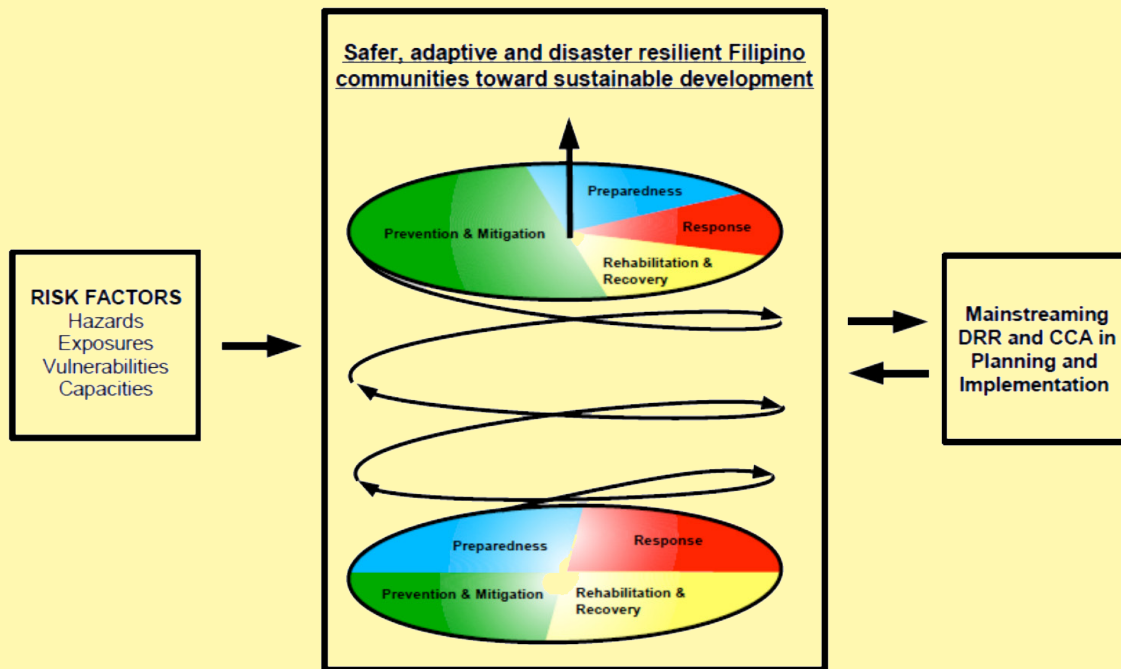 Safer, adaptive and disaster resilient Filipino
communities toward sustainable development
Preparedness
Prevention & Mitigation
Response
Rehabilitation &
Recovery
RISK FACTORS
Hazards
Exposures
Vulnerabilities
Capacities
Mainstreaming
DRR and CCA in
Planning and
Implementation
Preparedness
Response
Prevention & Mitigation
Rehabilitation &
Recovery